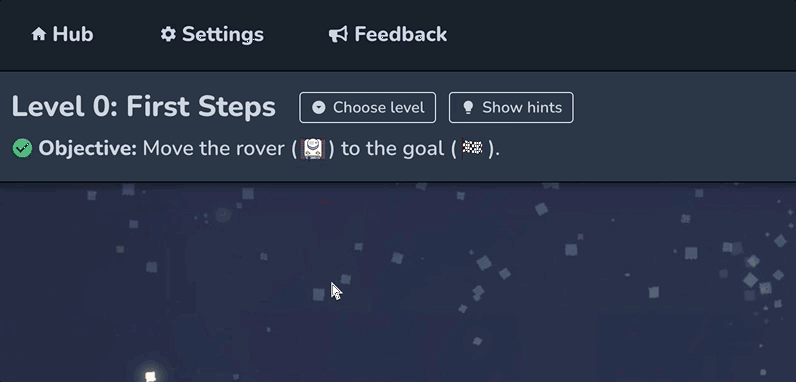 Hub Settings Feedback
Level 0: First Steps Choose level Show hints
Objective: Move the rover ( ) to the goal ( ).